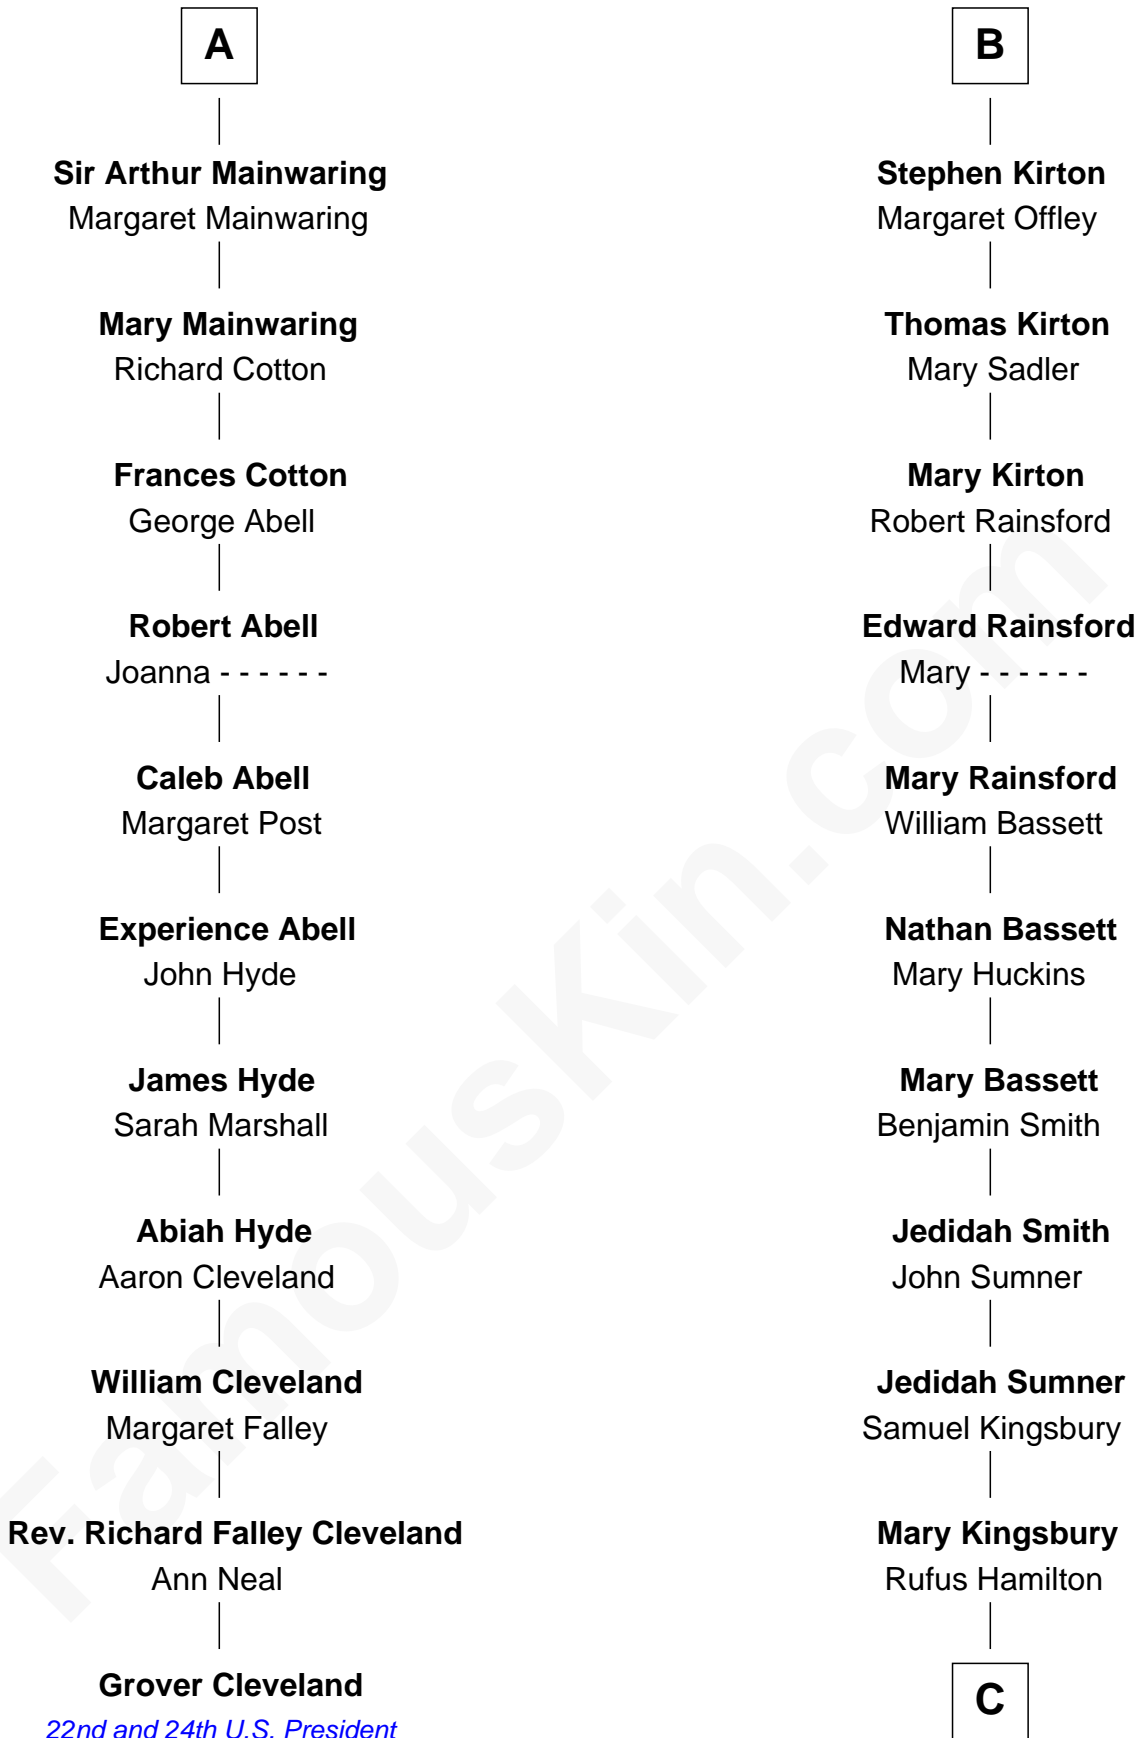 A
Sir Arthur Mainwaring
Margaret Mainwaring
Mary Mainwaring
Richard Cotton
Frances Cotton
George Abell
Robert Abell
Joanna - - - - - -
Caleb Abell
Margaret Post
Experience Abell
John Hyde
James Hyde
Sarah Marshall
Abiah Hyde
Aaron Cleveland
William Cleveland
Margaret Falley
Rev. Richard Falley Cleveland
Ann Neal
Grover Cleveland
22nd and 24th U.S. President
B
Stephen Kirton
Margaret Offley
Thomas Kirton
Mary Sadler
Mary Kirton
Robert Rainsford
Edward Rainsford
Mary - - - - - -
Mary Rainsford
William Bassett
Nathan Bassett
Mary Huckins
Mary Bassett
Benjamin Smith
Jedidah Smith
John Sumner
Jedidah Sumner
Samuel Kingsbury
Mary Kingsbury
Rufus Hamilton
C
FamousKin.com